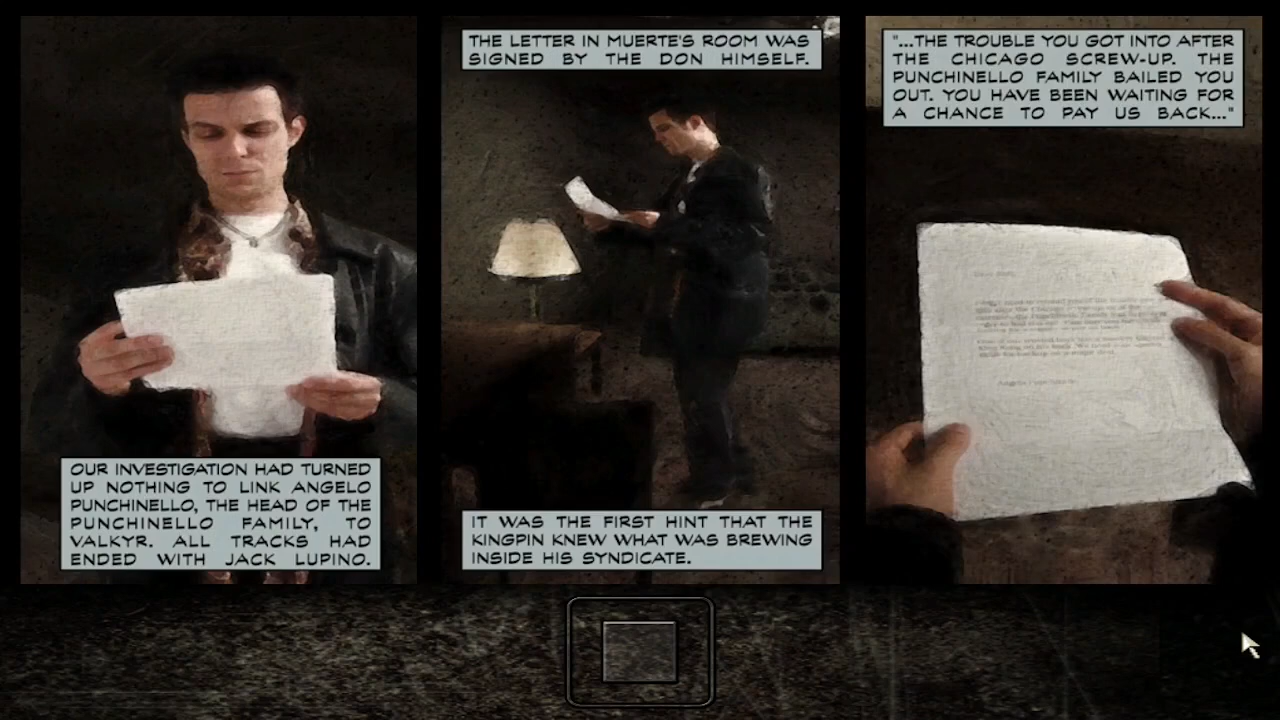 OUR INVESTIGATION HAD TURNED
UP NOTHING TO LINK ANGELO
PUNCHINELLO, THE HEAD OF THE
PUNCHINELLO FAMILY, TO
VALKYR. ALL TRACKS HAD
ENDED WITH JACK LUPINO.
THE LETTER IN MUERTE'S ROOM WAS
SIGNED BY THE DON HIMSELF.
IT WAS THE FIRST HINT THAT THE
KINGPIN KNEW WHAT WAS BREWING
INSIDE HIS SYNDICATE.
"...THE TROUBLE YOU GOT INTO AFTER
THE CHICAGO SCREW-UP. THE
PUNCHINELLO FAMILY BAILED YOU
OUT. YOU HAVE BEEN WAITING FOR
A CHANCE TO PAY US BACK..."